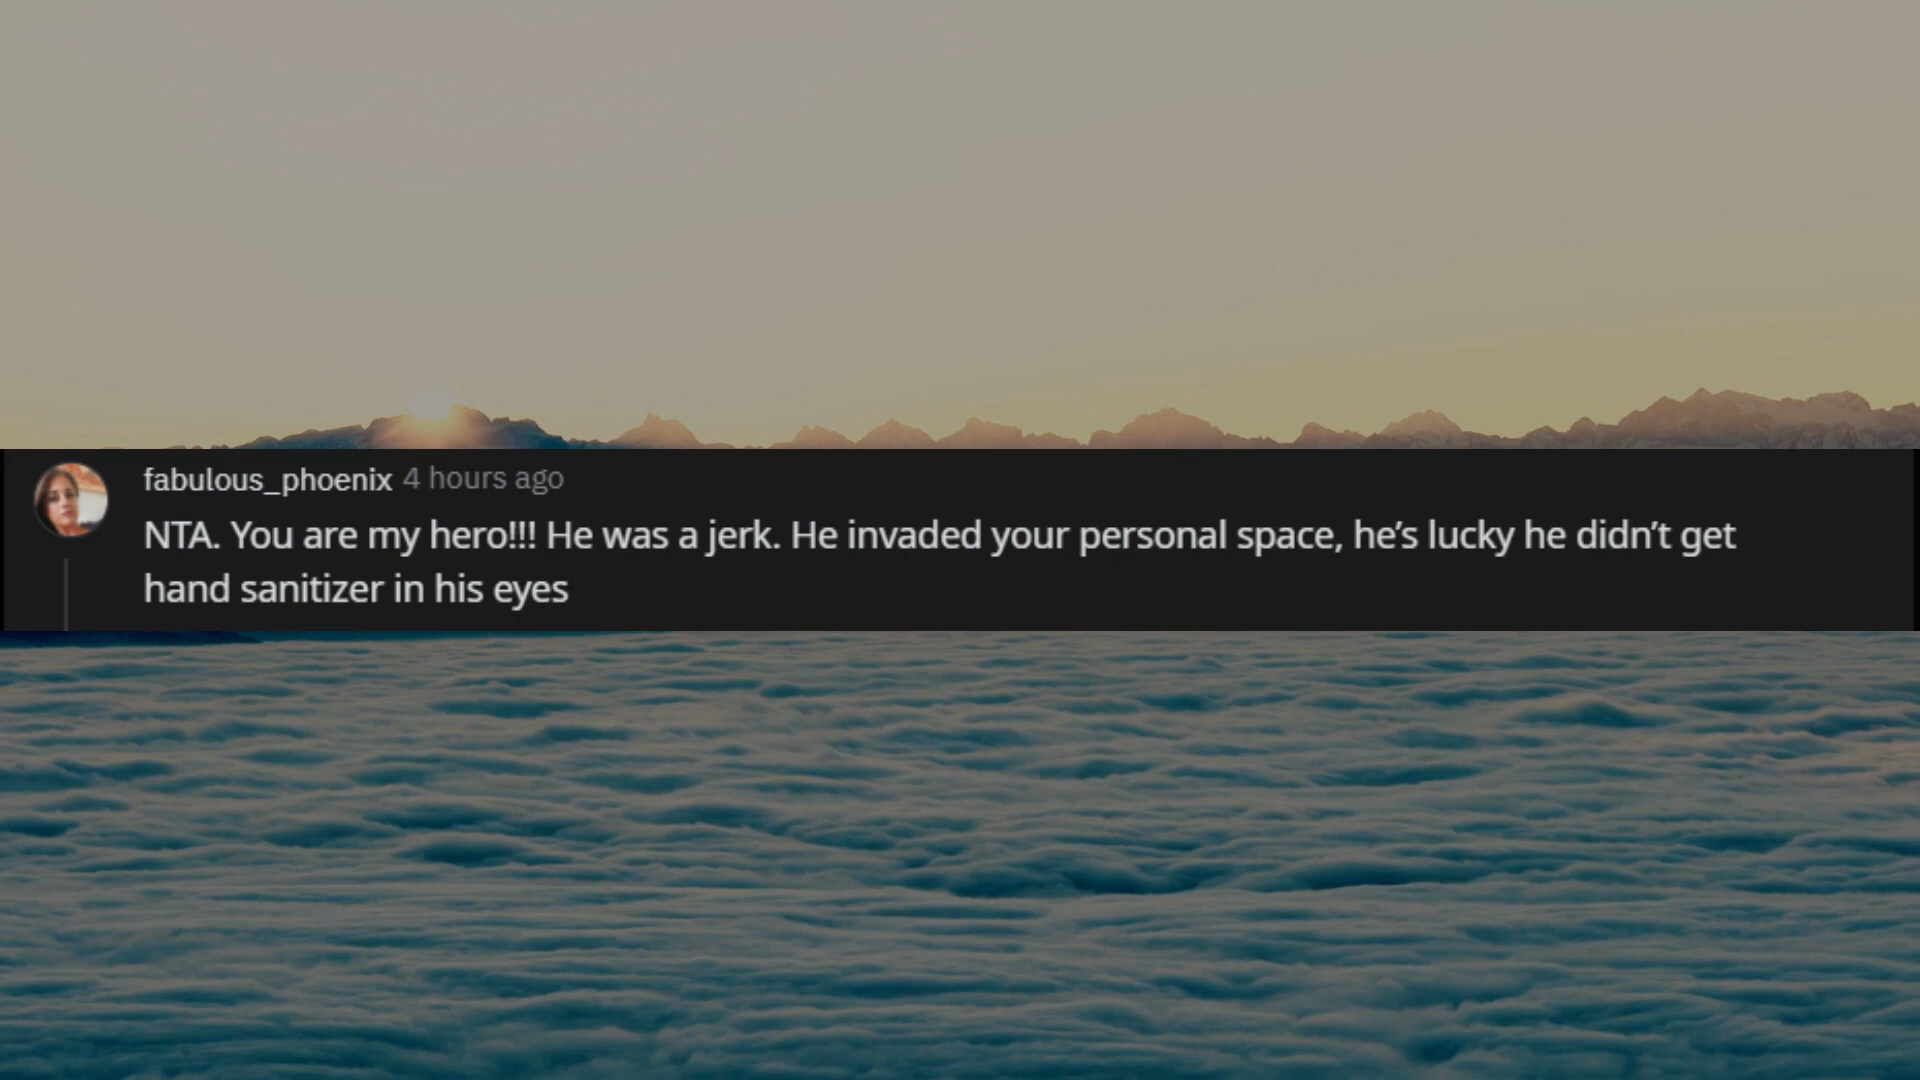 fabulous_phoenix 4 hours ago
NTA. You are my hero!!! He was a jerk. He invaded your personal space, he’s lucky he didn’t get
hand sanitizer in his eyes